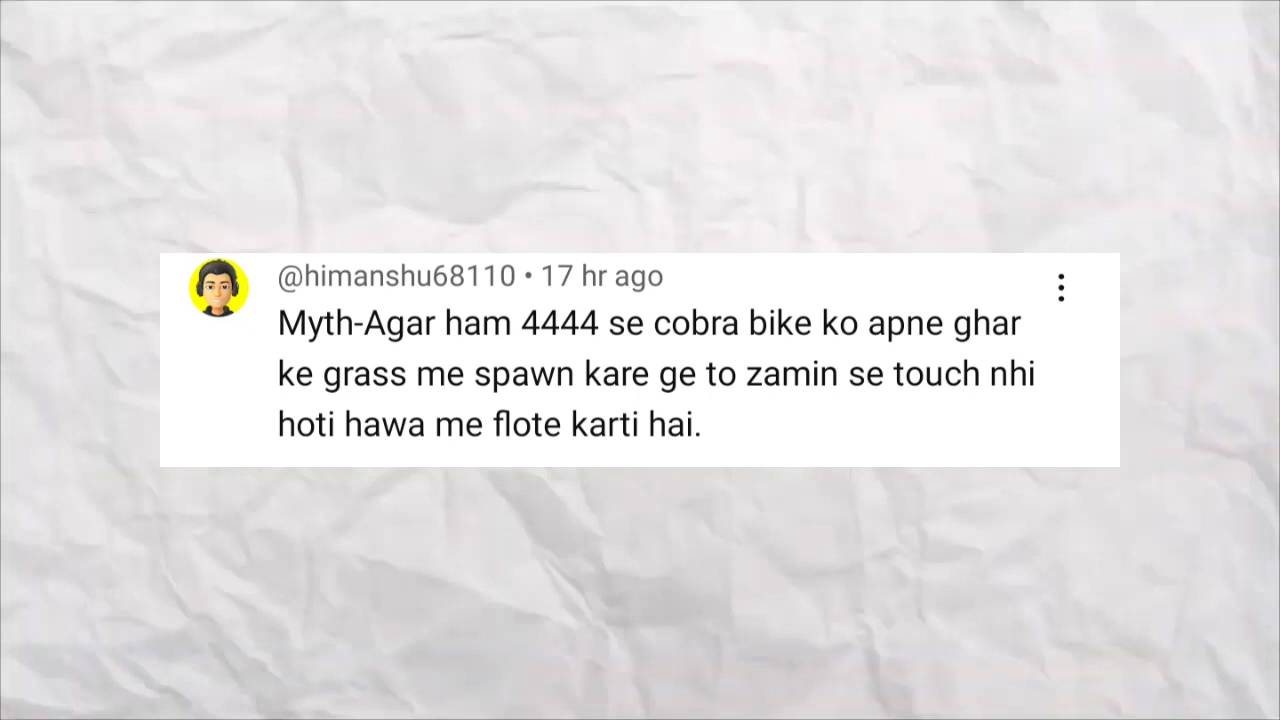 @himanshu68110 • 17 hr ago
Myth-Agar ham 4444 se cobra bike ko apne ghar
ke grass me spawn kare ge to zamin se touch nhi
hoti hawa me flote karti hai.